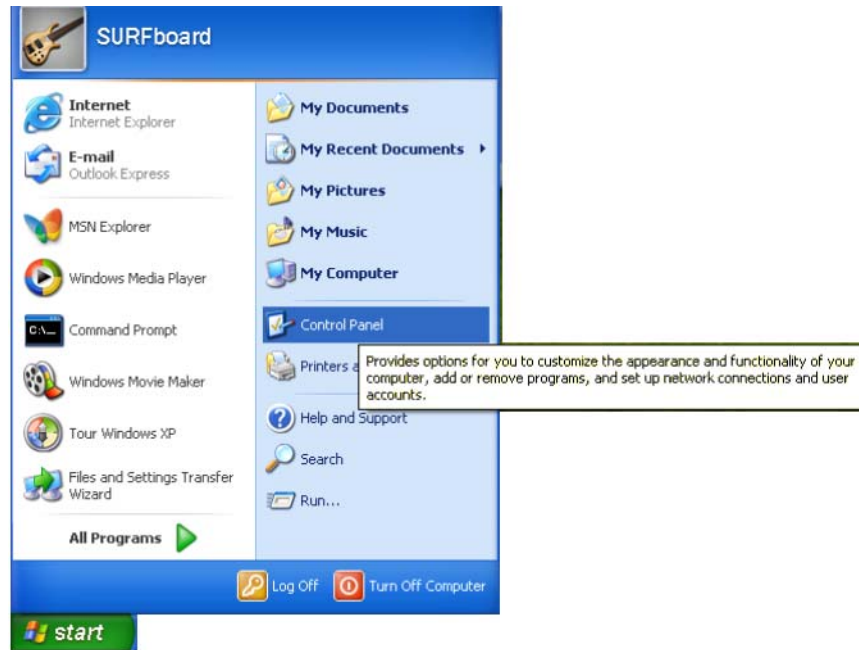 SURFboard
Internet
Internet Explorer
E-mail
Outlook Express
MSN Explorer
Windows Media Player
C:\_
Command Prompt
Windows Movie Maker
Tour Windows XP
Files and Settings Transfer
Wizard
All Programs
My Documents
My Recent Documents
My Pictures
My Music
My Computer
Control Panel
Printers a
Provides options for you to customize the appearance and functionality of your
computer, add or remove programs, and set up network connections and user
accounts.
Help and Support
Search
Run...
Log Off
Turn Off Computer
start